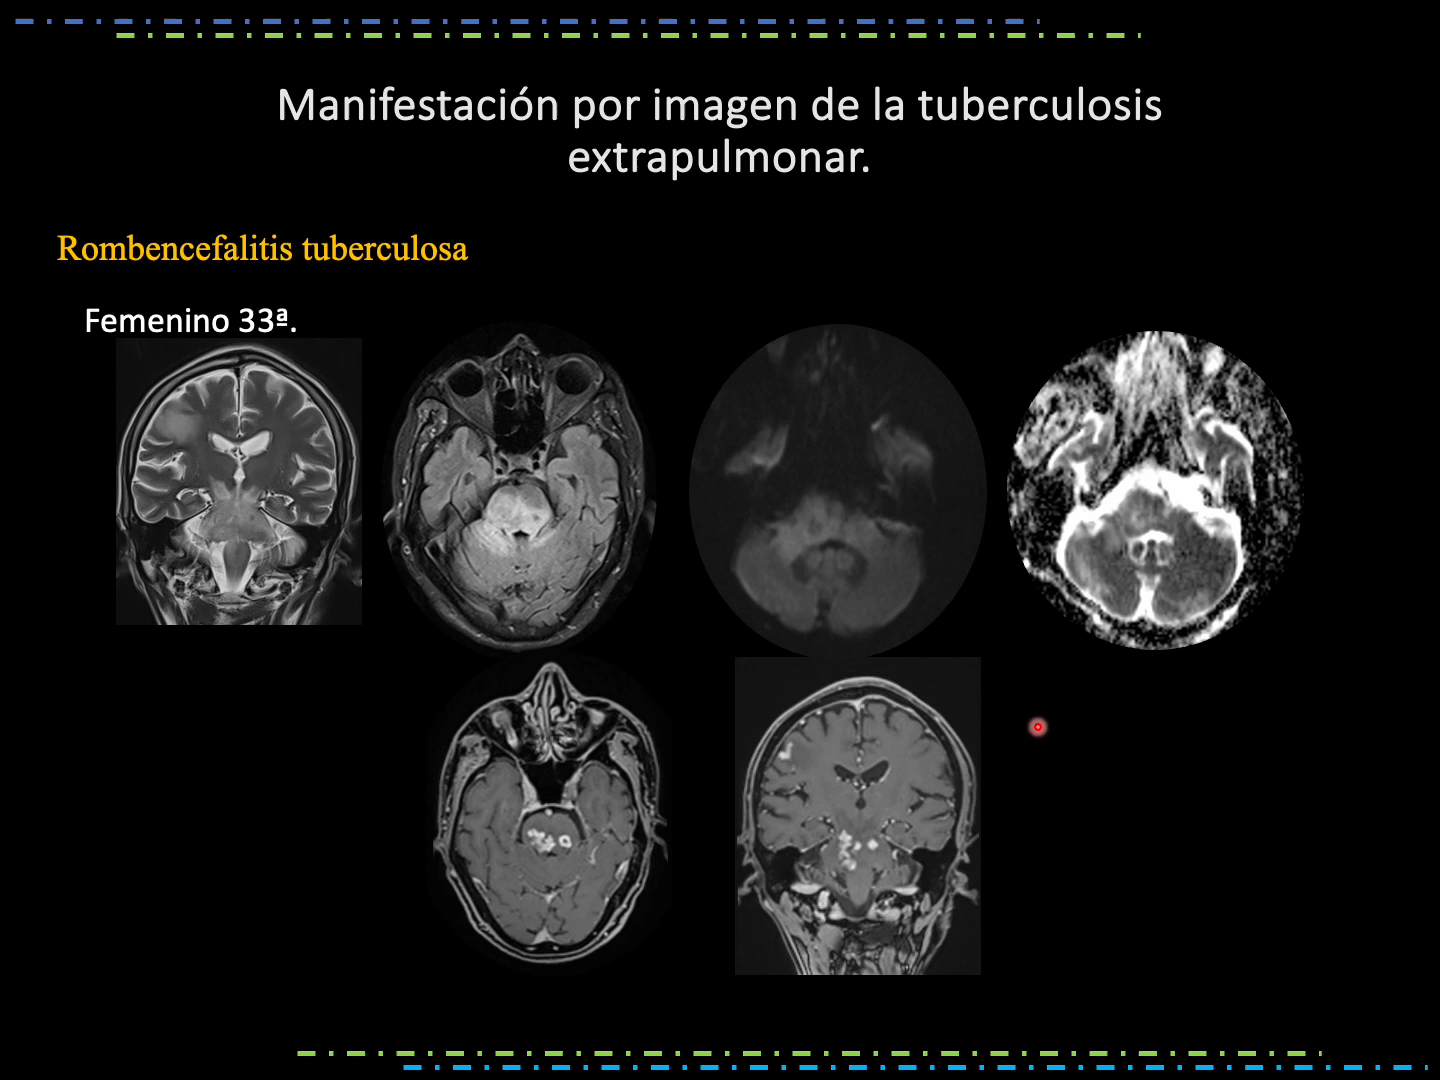 Manifestación por imagen de la tuberculosis
extrapulmonar.
Rombencefalitis tuberculosa
Femenino 33ª.